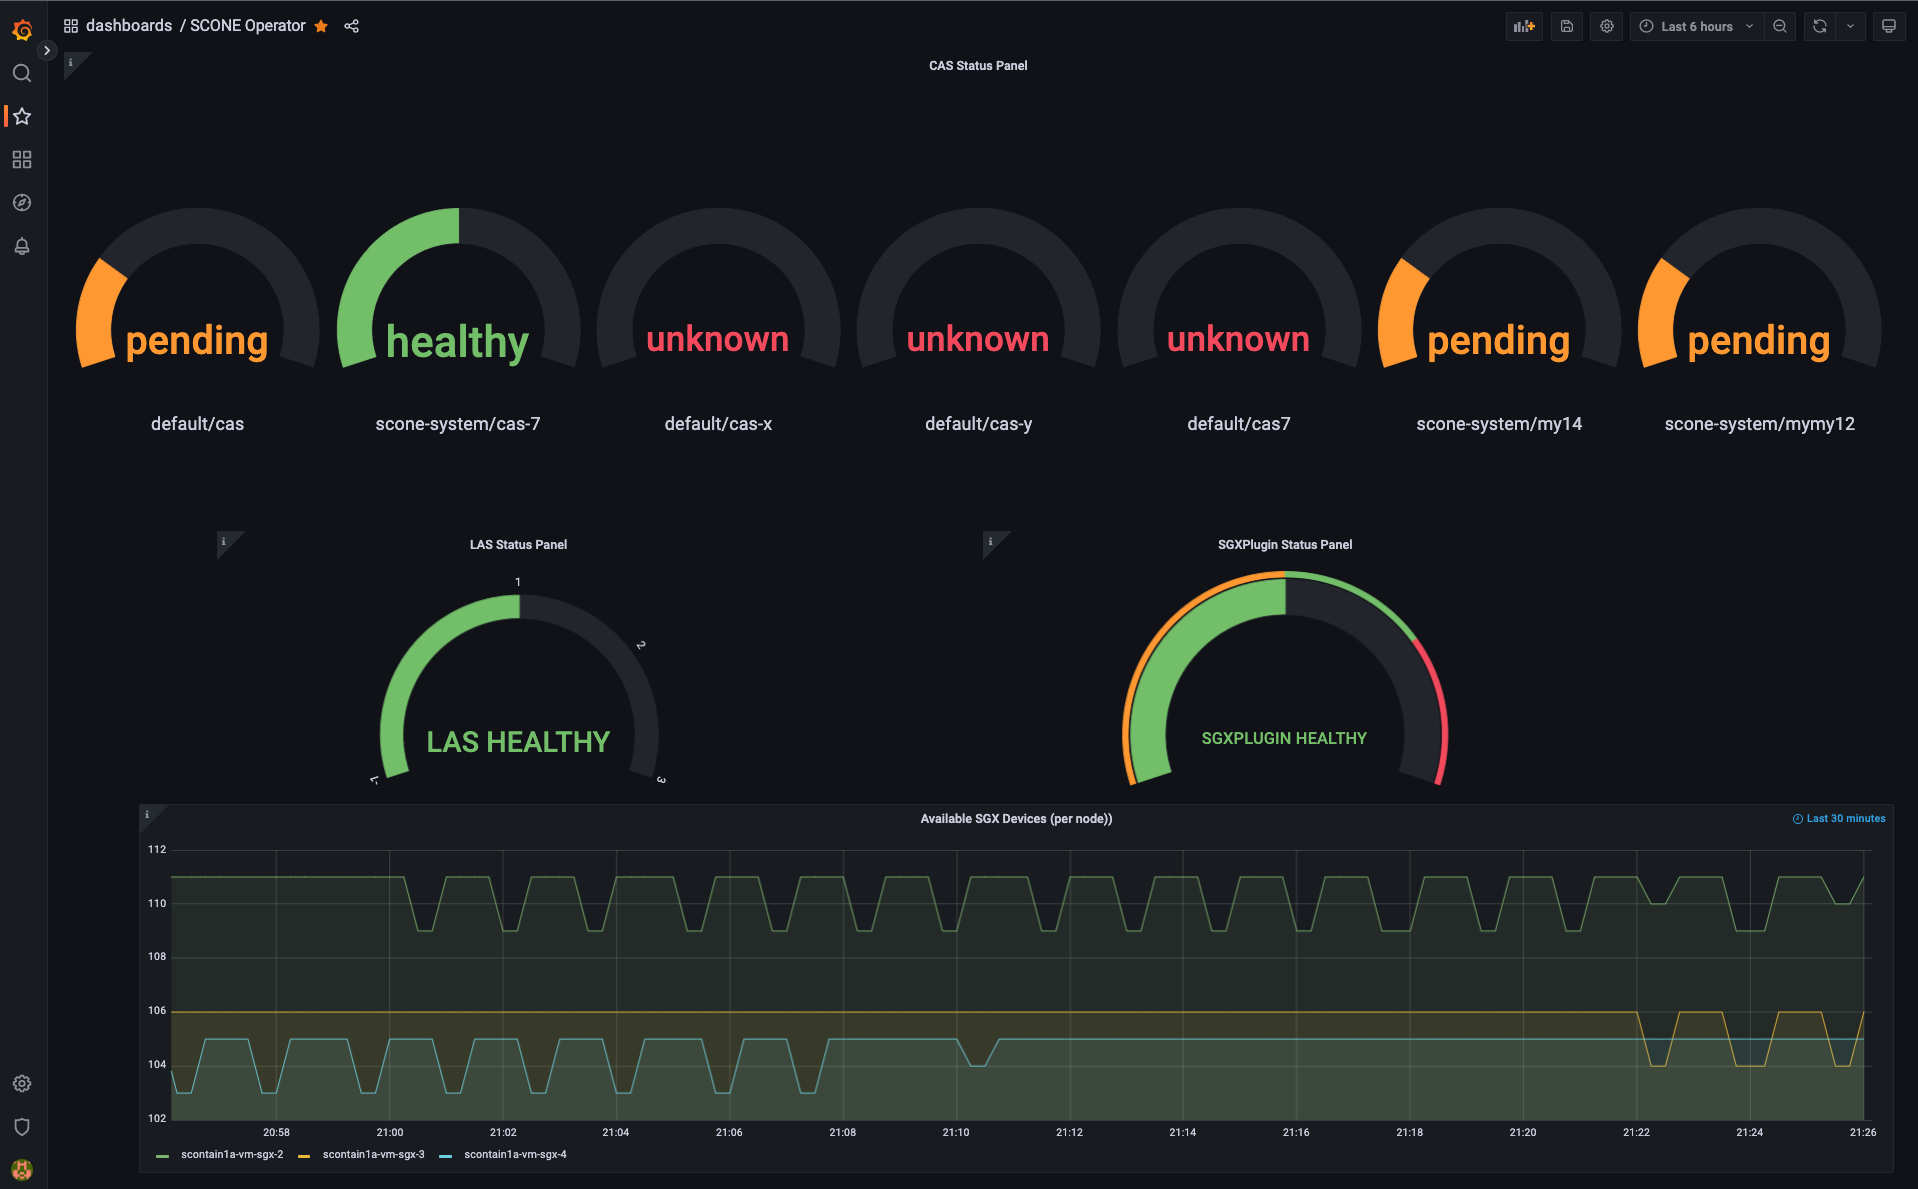 dashboards / SCONE Operator
Last 6 hours
i
CAS Status Panel
pending
healthy
unknown
unknown
unknown
pending
pending
default/cas
scone-system/cas-7
default/cas-x
default/cas-y
default/cas7
scone-system/my14
scone-system/mymy12
i
LAS Status Panel
-1
1
2
3
LAS HEALTHY
i
SGXPlugin Status Panel
SGXPLUGIN HEALTHY
i
Available SGX Devices (per node))
Last 30 minutes
112
110
108
106
104
102
20:58
21:00
21:02
21:04
21:06
21:08
21:10
21:12
21:14
21:16
21:18
21:20
21:22
21:24
21:26
scontain1a-vm-sgx-2
scontain1a-vm-sgx-3
scontain1a-vm-sgx-4